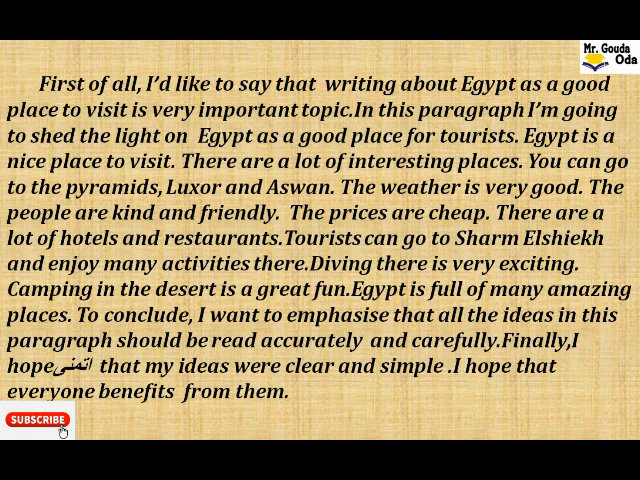 Mr. Gouda
Oda
First of all, I'd like to say that writing about Egypt as a good
place to visit is very important topic.In this paragraph I'm going
to shed the light on Egypt as a good place for tourists. Egypt is a
nice place to visit. There are a lot of interesting places. You can go
to the pyramids, Luxor and Aswan. The weather is very good. The
people are kind and friendly. The prices are cheap. There are a
lot of hotels and restaurants.Tourists can go to Sharm Elshiekh
and enjoy many activities there.Diving there is very exciting.
Camping in the desert is a great fun.Egypt is full of many amazing
places. To conclude, I want to emphasise that all the ideas in this
paragraph should be read accurately and carefully.Finally,I
hope اتمنى that my ideas were clear and simple .I hope that
everyone benefits from them.
SUBSCRIBE